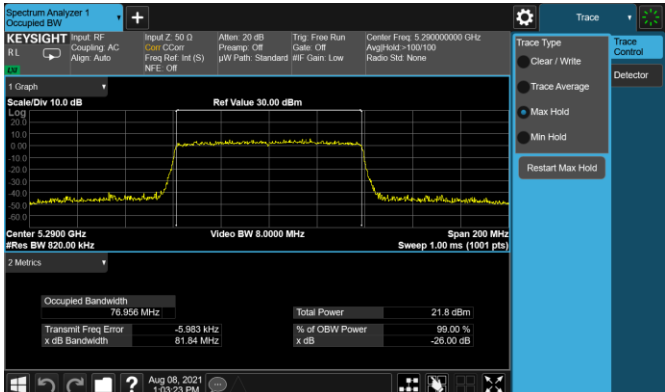 Spectrum Analyzer 1
Occupied BW
+
Trace
KEYSIGHT Input: RF Input Z: 50 Ω Atten: 20 dB Trig: Free Run Center Freq: 5.290000000 GHz
RL Coupling: AC Corr CCorr Preamp: Off Gate: Off Avg|Hold:>100/100
Align: Auto Freq Ref: Int (S) µW Path: Standard #IF Gain: Low Radio Std: None
NFE: Off
Trace Type
Clear / Write
Trace Average
Max Hold
Min Hold
Restart Max Hold
Trace Control
Detector
1 Graph
Scale/Div 10.0 dB Ref Value 30.00 dBm
Log
20.0
10.0
0.00
-10.0
-20.0
-30.0
-40.0
-50.0
-60.0
Center 5.2900 GHz Video BW 8.0000 MHz Span 200 MHz
#Res BW 820.00 kHz Sweep 1.00 ms (1001 pts)
2 Metrics
Occupied Bandwidth
76.956 MHz Total Power 21.8 dBm
Transmit Freq Error -5.983 kHz % of OBW Power 99.00 %
x dB Bandwidth 81.84 MHz x dB -26.00 dB
? Aug 08, 2021
1:03:23 PM